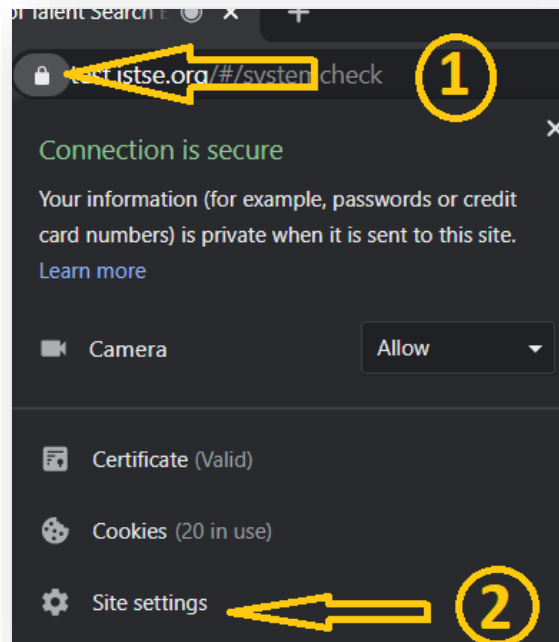 Talent Search
test.istse.org/#/systemcheck
1
Connection is secure
Your information (for example, passwords or credit
card numbers) is private when it is sent to this site.
Learn more
Camera
Allow
Certificate (Valid)
Cookies (20 in use)
Site settings
2